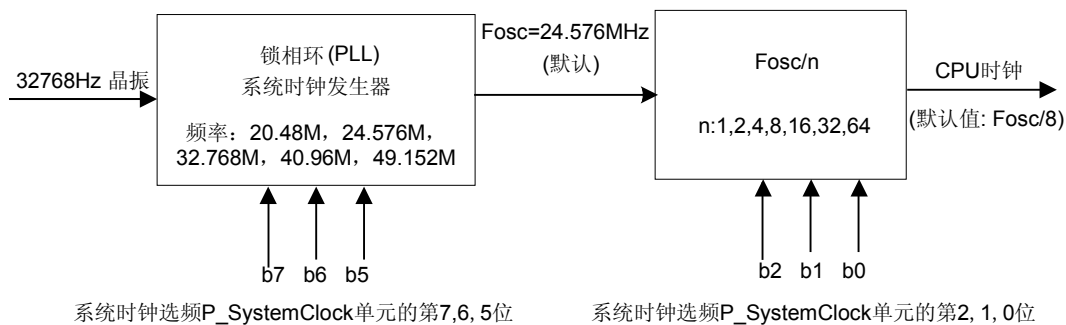 32768Hz 晶振
锁相环(PLL)
系统时钟发生器
频率：20.48M，24.576M，
32.768M，40.96M，49.152M
Fosc=24.576MHz
(默认)
Fosc/n
n:1,2,4,8,16,32,64
CPU时钟
(默认值: Fosc/8)
b7 b6 b5
b2 b1 b0
系统时钟选频P_SystemClock单元的第7,6, 5位
系统时钟选频P_SystemClock单元的第2, 1, 0位